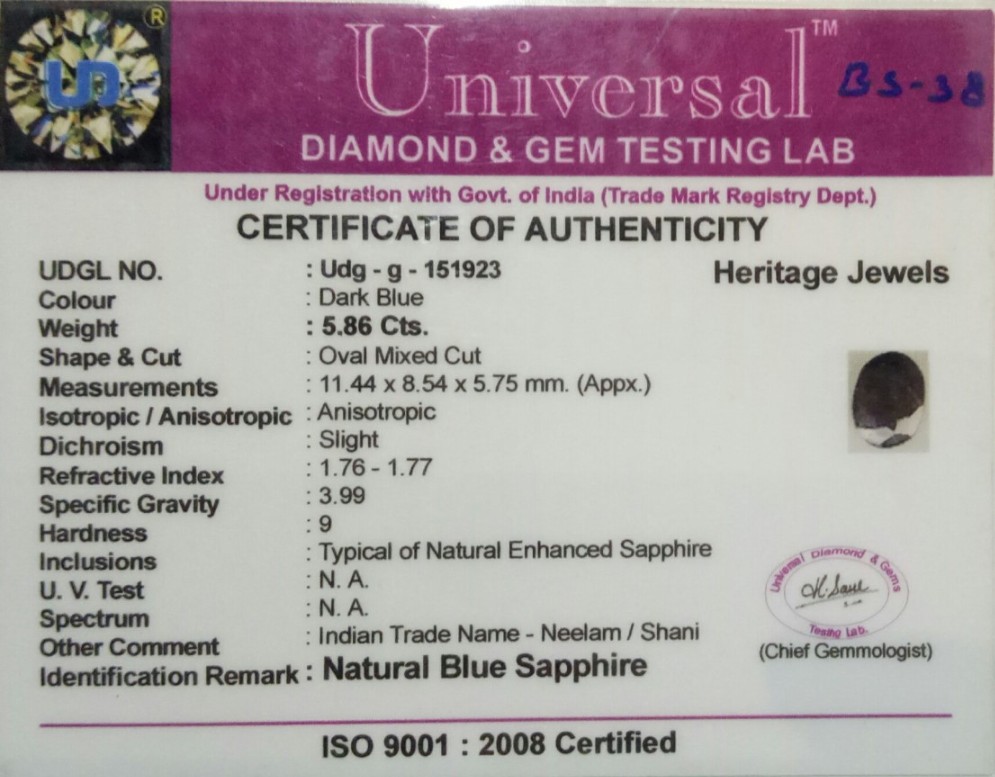 UD ®
Universal™
BS-38
DIAMOND & GEM TESTING LAB
Under Registration with Govt. of India (Trade Mark Registry Dept.)
CERTIFICATE OF AUTHENTICITY
Heritage Jewels
UDGL NO. : Udg - g - 151923
Colour : Dark Blue
Weight : 5.86 Cts.
Shape & Cut : Oval Mixed Cut
Measurements : 11.44 x 8.54 x 5.75 mm. (Appx.)
Isotropic / Anisotropic : Anisotropic
Dichroism : Slight
Refractive Index : 1.76 - 1.77
Specific Gravity : 3.99
Hardness : 9
Inclusions : Typical of Natural Enhanced Sapphire
U. V. Test : N. A.
Spectrum : N. A.
Other Comment : Indian Trade Name - Neelam / Shani
Identification Remark : Natural Blue Sapphire
Universal Diamond & Gems
Testing Lab.
(Chief Gemmologist)
ISO 9001 : 2008 Certified